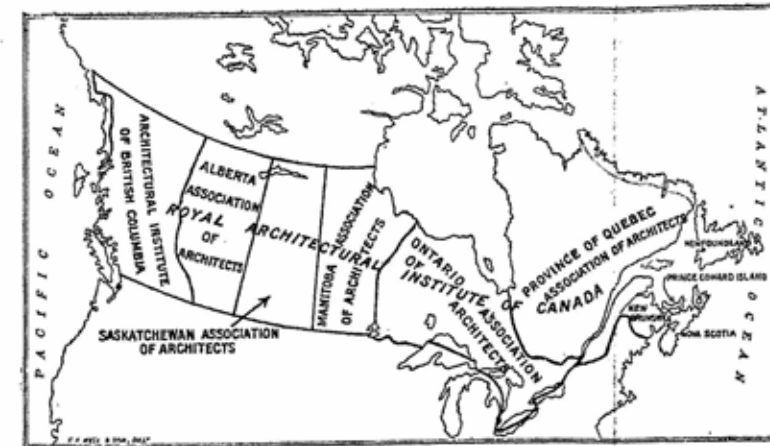 PACIFIC OCEAN
ARCHITECTURAL INSTITUTE
OF BRITISH COLUMBIA
ALBERTA
ASSOCIATION
OF
ARCHITECTS
ROYAL ARCHITECTURAL INSTITUTE OF CANADA
SASKATCHEWAN ASSOCIATION
OF ARCHITECTS
MANITOBA ASSOCIATION
OF ARCHITECTS
ONTARIO ASSOCIATION
OF
ARCHITECTS
PROVINCE OF QUEBEC
ASSOCIATION OF ARCHITECTS
NEWFOUNDLAND
PRINCE EDWARD ISLAND
NEW
BRUNSWICK
NOVA SCOTIA
ATLANTIC OCEAN